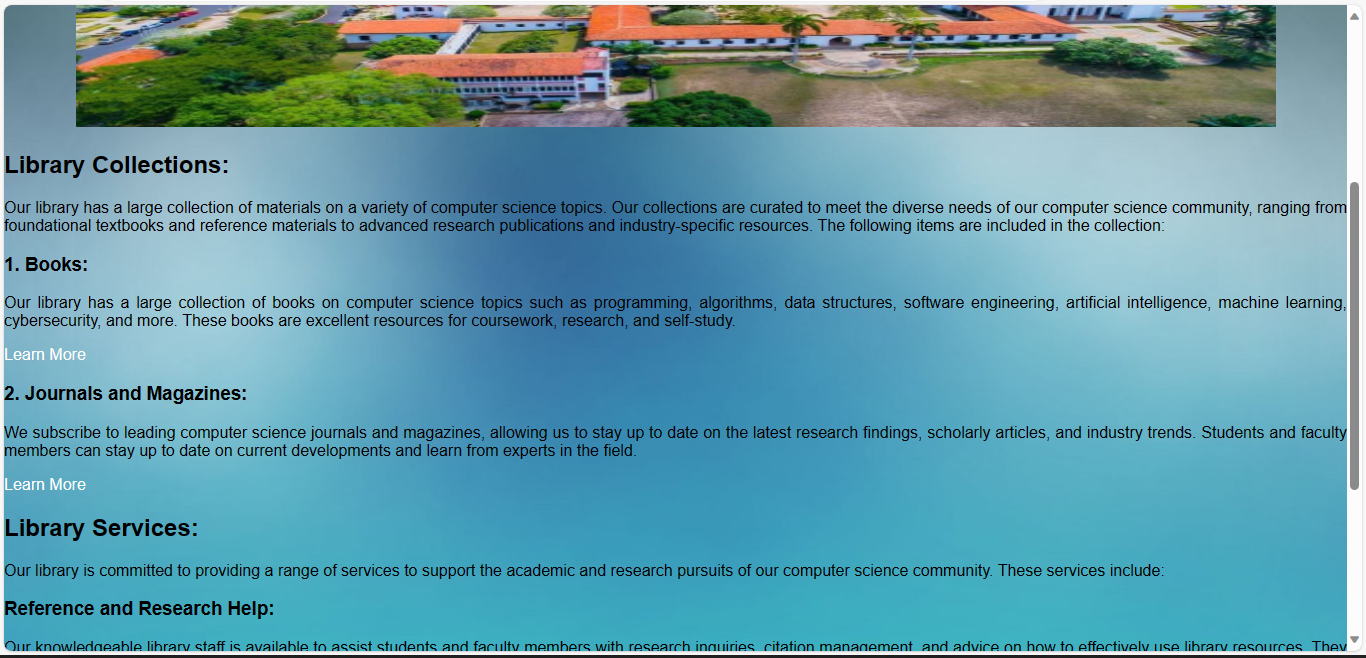 Library Collections:
Our library has a large collection of materials on a variety of computer science topics. Our collections are curated to meet the diverse needs of our computer science community, ranging from
foundational textbooks and reference materials to advanced research publications and industry-specific resources. The following items are included in the collection:
1. Books:
Our library has a large collection of books on computer science topics such as programming, algorithms, data structures, software engineering, artificial intelligence, machine learning,
cybersecurity, and more. These books are excellent resources for coursework, research, and self-study.
Learn More
2. Journals and Magazines:
We subscribe to leading computer science journals and magazines, allowing us to stay up to date on the latest research findings, scholarly articles, and industry trends. Students and faculty
members can stay up to date on current developments and learn from experts in the field.
Learn More
Library Services:
Our library is committed to providing a range of services to support the academic and research pursuits of our computer science community. These services include:
Reference and Research Help:
Our knowledgeable library staff is available to assist students and faculty members with research inquiries, citation management, and advice on how to effectively use library resources. They